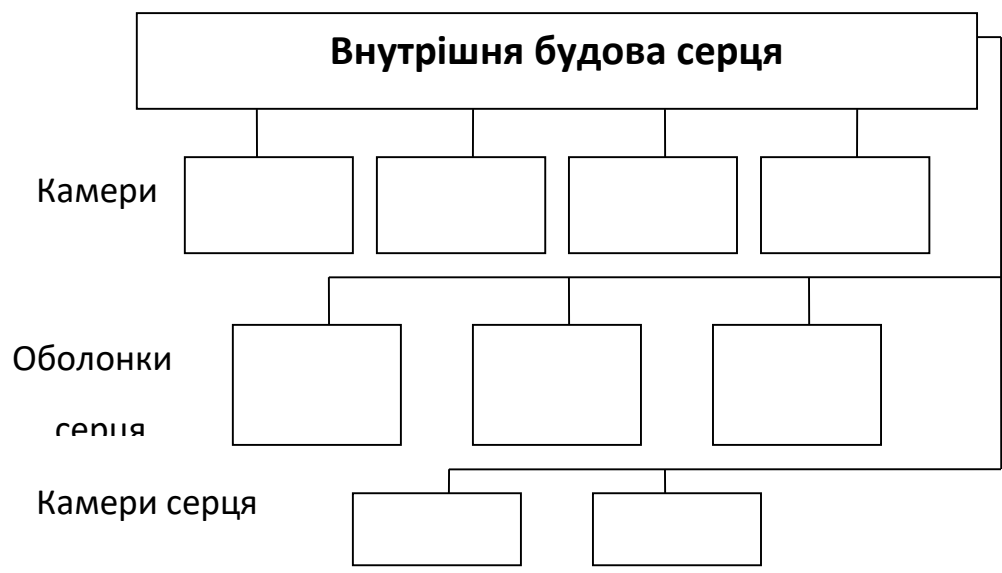 Внутрішня будова серця
Камери
Оболонки
серця
Камери серця